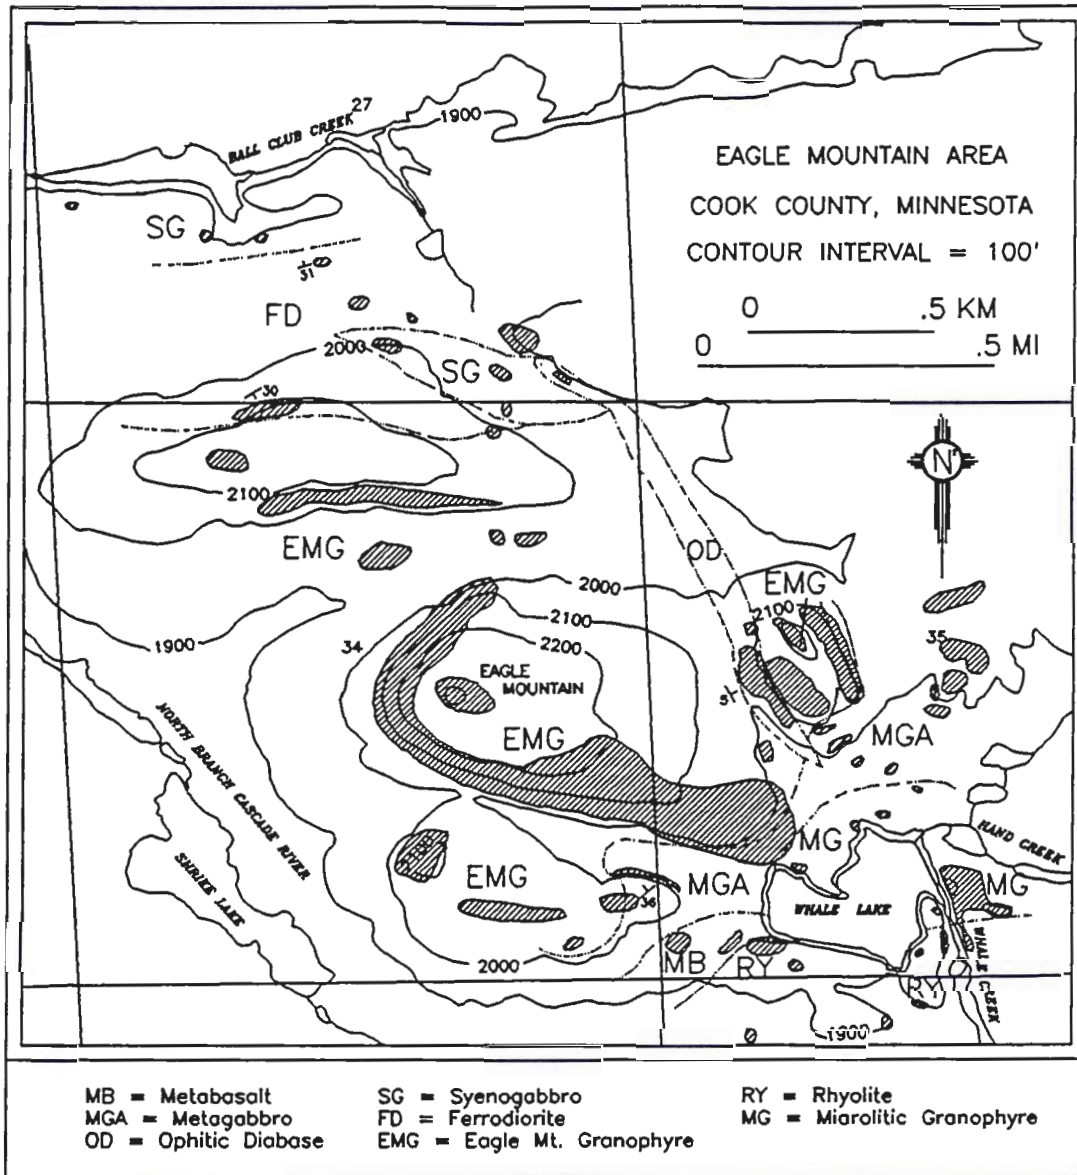 BALL CLUB CREEK
27
1900
EAGLE MOUNTAIN AREA
COOK COUNTY, MINNESOTA
CONTOUR INTERVAL = 100'
0 .5 KM
0 .5 MI
SG
31
FD
2000
SG
30
N
2100
EMG
OD
EMG
2000
2100
2100
2200
1900
34
35
EAGLE
MOUNTAIN
5
EMG
MGA
NORTH BRANCH CASCADE RIVER
SHRIKE LAKE
2100
EMG
MG
HAND CREEK
MGA
36
MG
WHALE LAKE
WHALE CREEK
2000
MB
RY
RY
1900
MB = Metabasalt
SG = Syenogabbro
RY = Rhyolite
MGA = Metagabbro
FD = Ferrodiorite
MG = Miarolitic Granophyre
OD = Ophitic Diabase
EMG = Eagle Mt. Granophyre